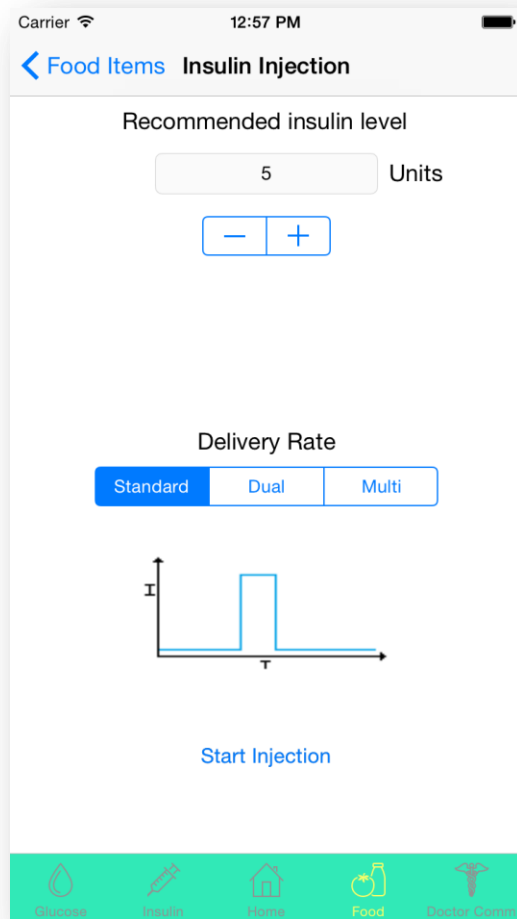 Carrier 12:57 PM
Food Items Insulin Injection
Recommended insulin level
5 Units
− +
Delivery Rate
Standard Dual Multi
I
T
Start Injection
Glucose Insulin Home Food Doctor Comm